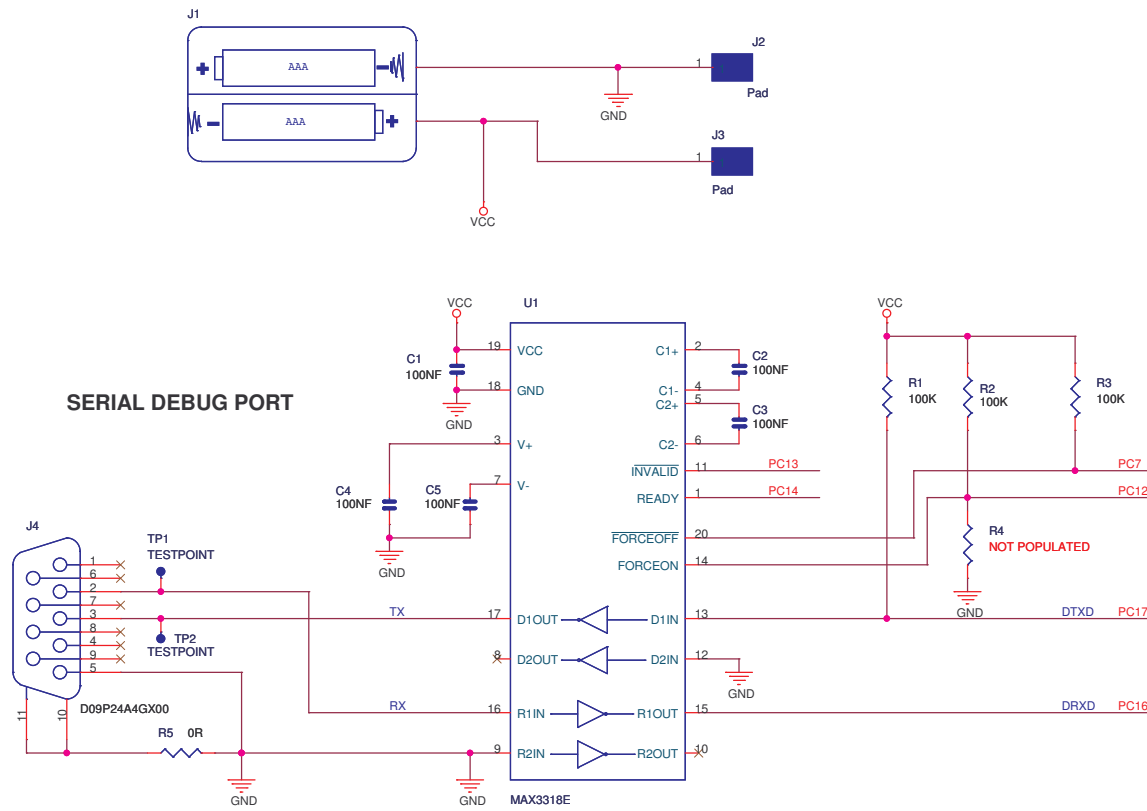 J1
+ AAA -
- AAA +
J2
1
Pad
GND
J3
1
Pad
VCC
SERIAL DEBUG PORT
VCC
U1
VCC
C1
100NF
19 VCC
18 GND
GND
3 V+
7 V-
C4
100NF
C5
100NF
GND
C1+ 2
C1- 4
C2
100NF
C2+ 5
C2- 6
C3
100NF
INVALID 11 PC13
READY 1 PC14
FORCEOFF 20
FORCEON 14
R1
100K
R2
100K
R3
100K
PC7
PC12
R4
NOT POPULATED
GND
J4
1
6
2
7
3
8
4
9
5
11
10
D09P24A4GX00
TP1
TESTPOINT
TP2
TESTPOINT
TX 17 D1OUT D1IN 13 DTXD PC17
8 D2OUT D2IN 12
GND
RX 16 R1IN R1OUT 15 DRXD PC16
R5 0R
9 R2IN R2OUT 10
GND
GND
MAX3318E